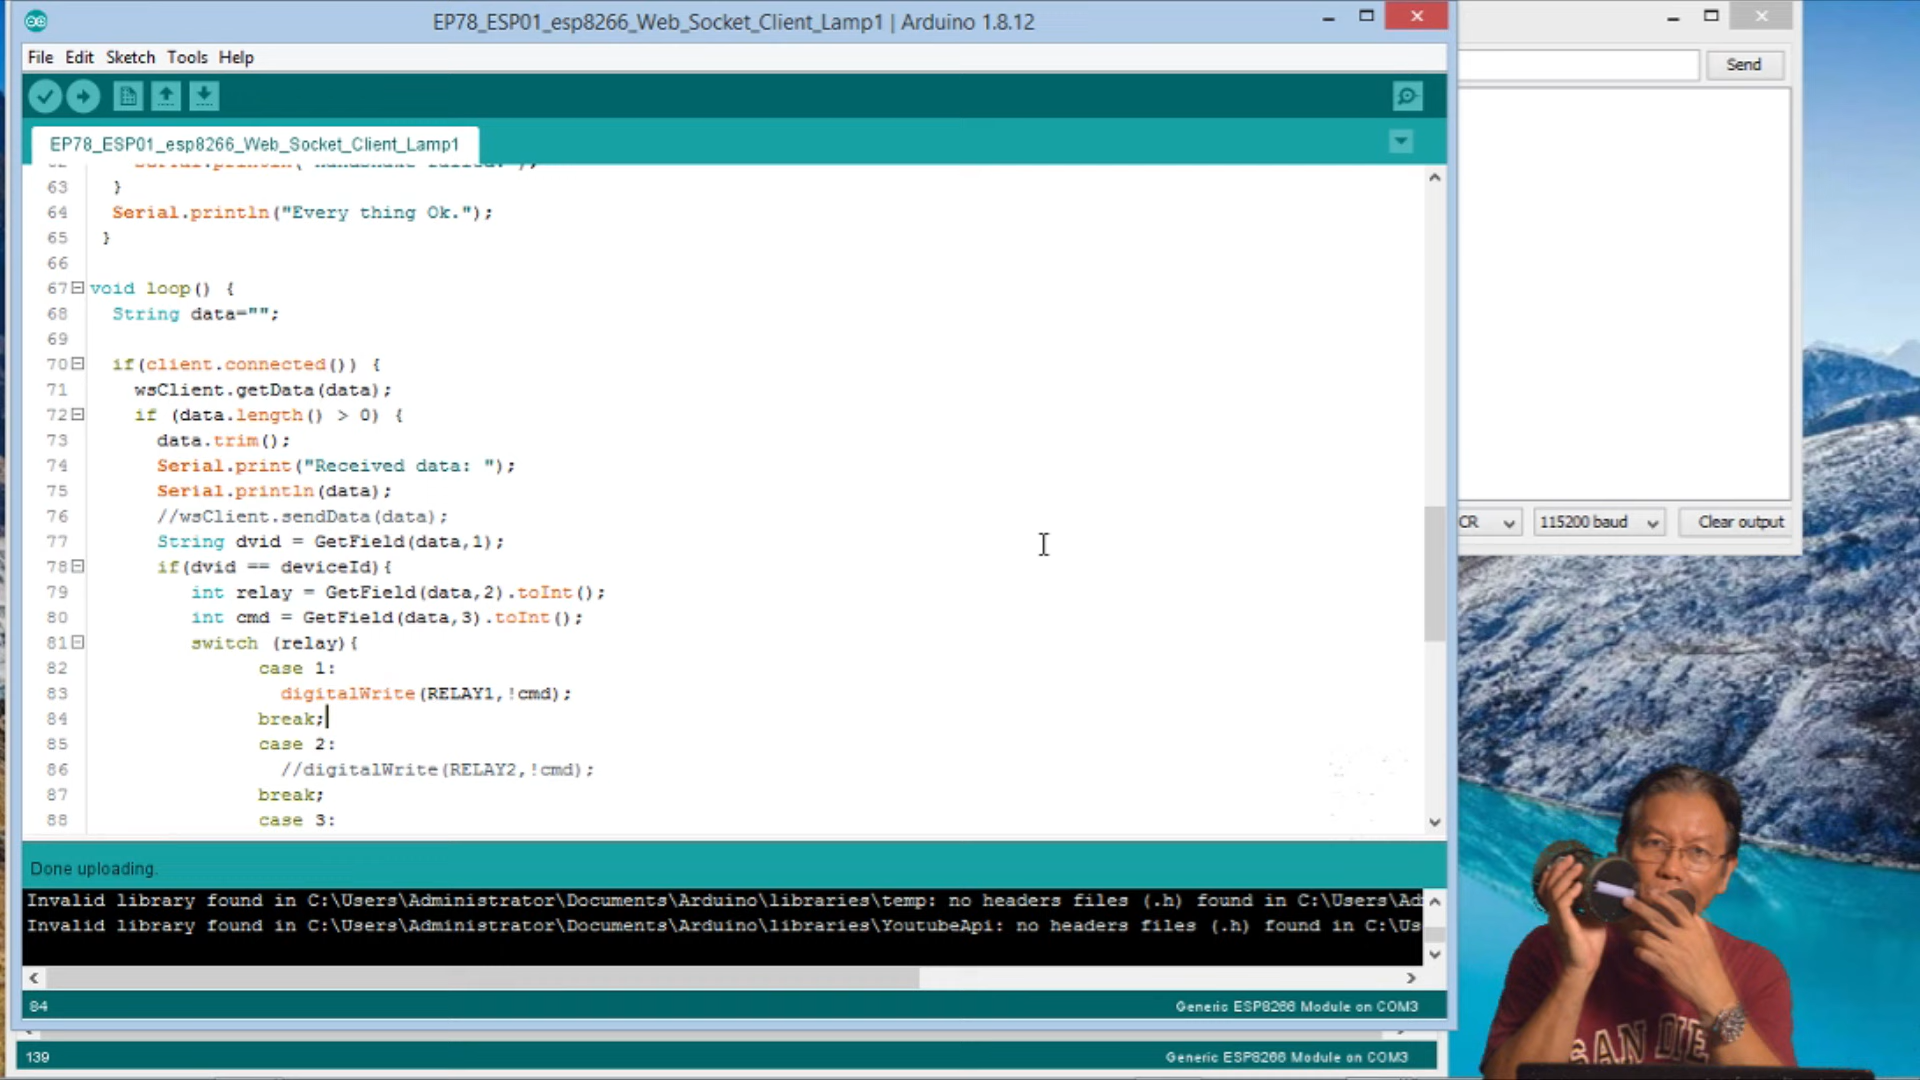 EP78_ESP01_esp8266_Web_Socket_Client_Lamp1 | Arduino 1.8.12
File Edit Sketch Tools Help
Send
EP78_ESP01_esp8266_Web_Socket_Client_Lamp1
63 }
64 Serial.println("Every thing Ok.");
65 }
66
67 void loop() {
68 String data="";
69
70 if(client.connected()) {
71 wsClient.getData(data);
72 if (data.length() > 0) {
73 data.trim();
74 Serial.print("Received data: ");
75 Serial.println(data);
76 //wsClient.sendData(data);
77 String dvid = GetField(data,1);
78 if(dvid == deviceId){
79 int relay = GetField(data,2).toInt();
80 int cmd = GetField(data,3).toInt();
81 switch (relay){
82 case 1:
83 digitalWrite(RELAY1,!cmd);
84 break;
85 case 2:
86 //digitalWrite(RELAY2,!cmd);
87 break;
88 case 3:
CR 115200 baud Clear output
Done uploading.
Invalid library found in C:\Users\Administrator\Documents\Arduino\libraries\temp: no headers files (.h) found in C:\Users\Ad
Invalid library found in C:\Users\Administrator\Documents\Arduino\libraries\YoutubeApi: no headers files (.h) found in C:\Us
84 Generic ESP8266 Module on COM3
139 Generic ESP8266 Module on COM3
SAN DIE